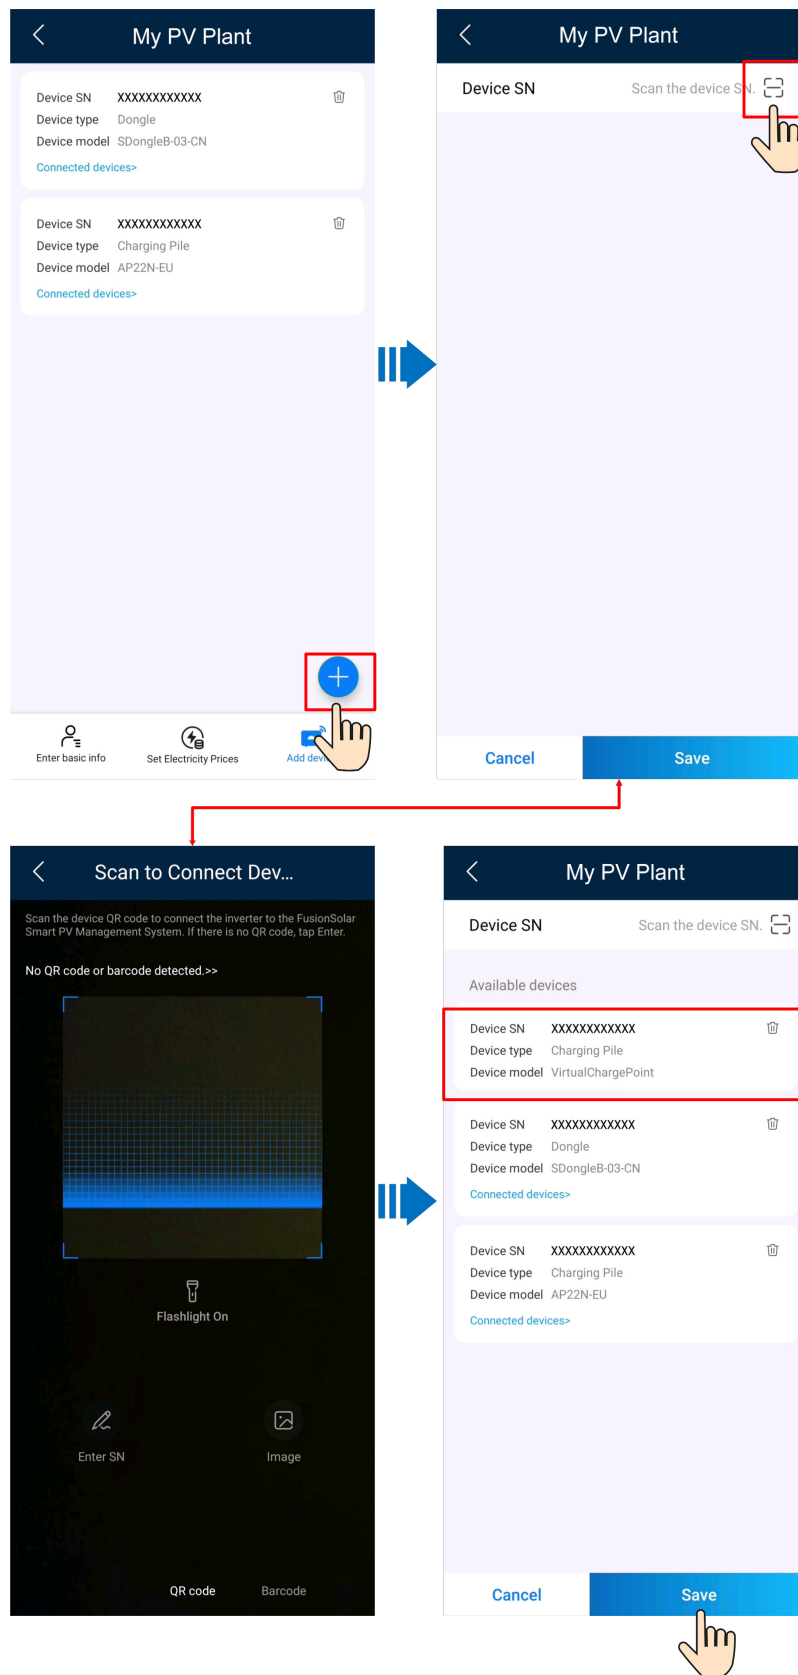 My PV Plant
Device SN XXXXXXXXXXXX
Device type Dongle
Device model SDongleB-03-CN
Connected devices>
Device SN XXXXXXXXXXXX
Device type Charging Pile
Device model AP22N-EU
Connected devices>
Enter basic info
Set Electricity Prices
My PV Plant
Device SN Scan the device SN.
Cancel Save
Scan to Connect Dev...
Scan the device QR code to connect the inverter to the FusionSolar
Smart PV Management System. If there is no QR code, tap Enter.
No QR code or barcode detected.>>
Flashlight On
Enter SN Image
QR code Barcode
My PV Plant
Device SN Scan the device SN.
Available devices
Device SN XXXXXXXXXXXX
Device type Charging Pile
Device model VirtualChargePoint
Device SN XXXXXXXXXXXX
Device type Dongle
Device model SDongleB-03-CN
Connected devices>
Device SN XXXXXXXXXXXX
Device type Charging Pile
Device model AP22N-EU
Connected devices>
Cancel Save